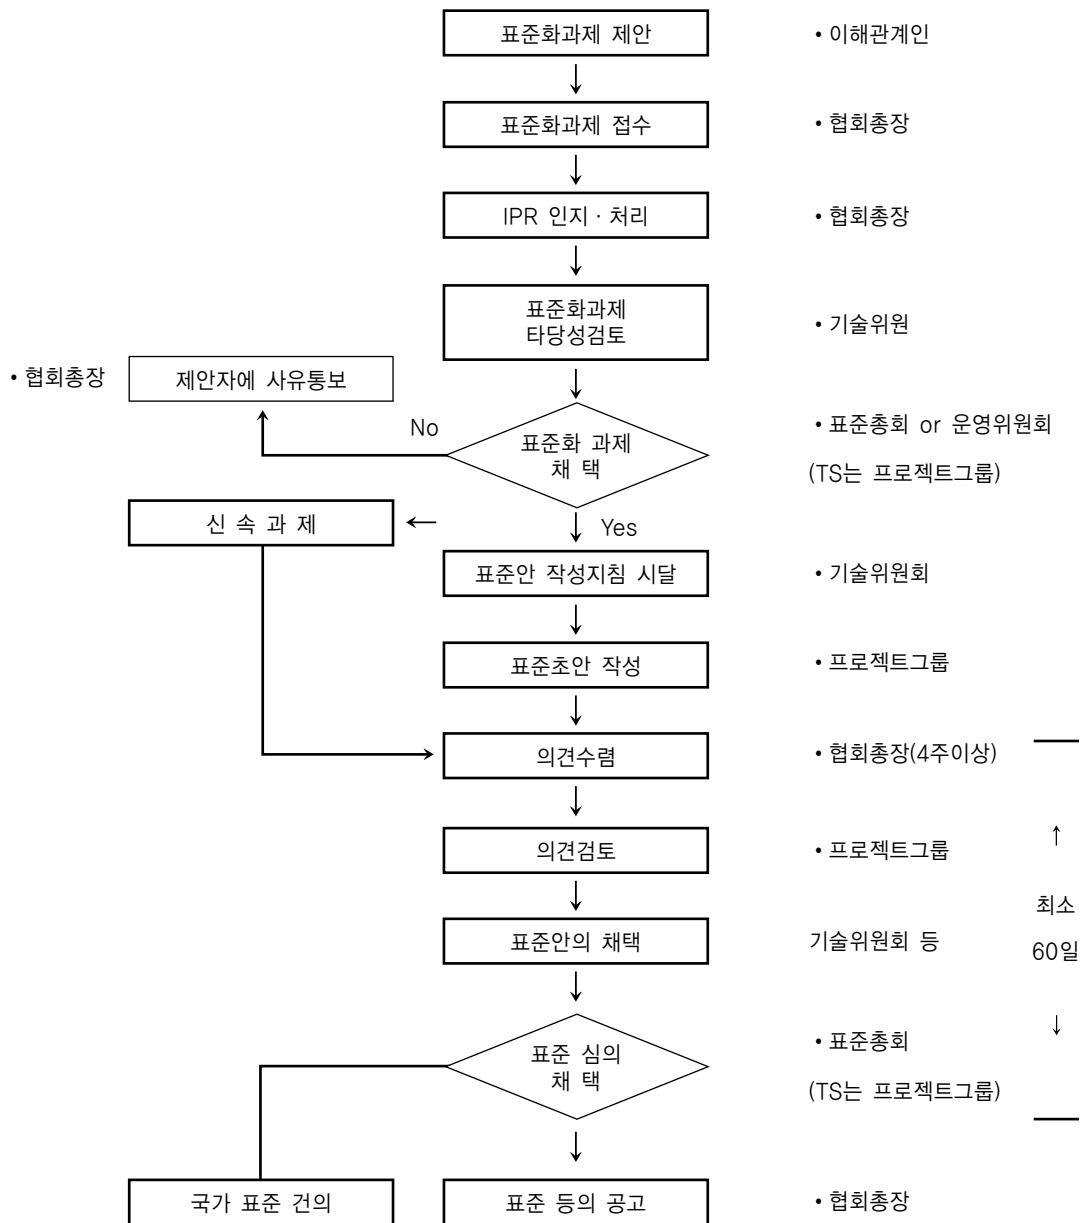 표준화과제 제안
• 이해관계인
표준화과제 접수
• 협회총장
IPR 인지 · 처리
• 협회총장
표준화과제
타당성검토
• 기술위원
• 협회총장
제안자에 사유통보
No
표준화 과제
채 택
• 표준총회 or 운영위원회
(TS는 프로젝트그룹)
신 속 과 제
←
Yes
표준안 작성지침 시달
• 기술위원회
표준초안 작성
• 프로젝트그룹
의견수렴
• 협회총장(4주이상)
의견검토
• 프로젝트그룹
↑
최소
60일
↓
표준안의 채택
기술위원회 등
표준 심의
채 택
• 표준총회
(TS는 프로젝트그룹)
국가 표준 건의
표준 등의 공고
• 협회총장